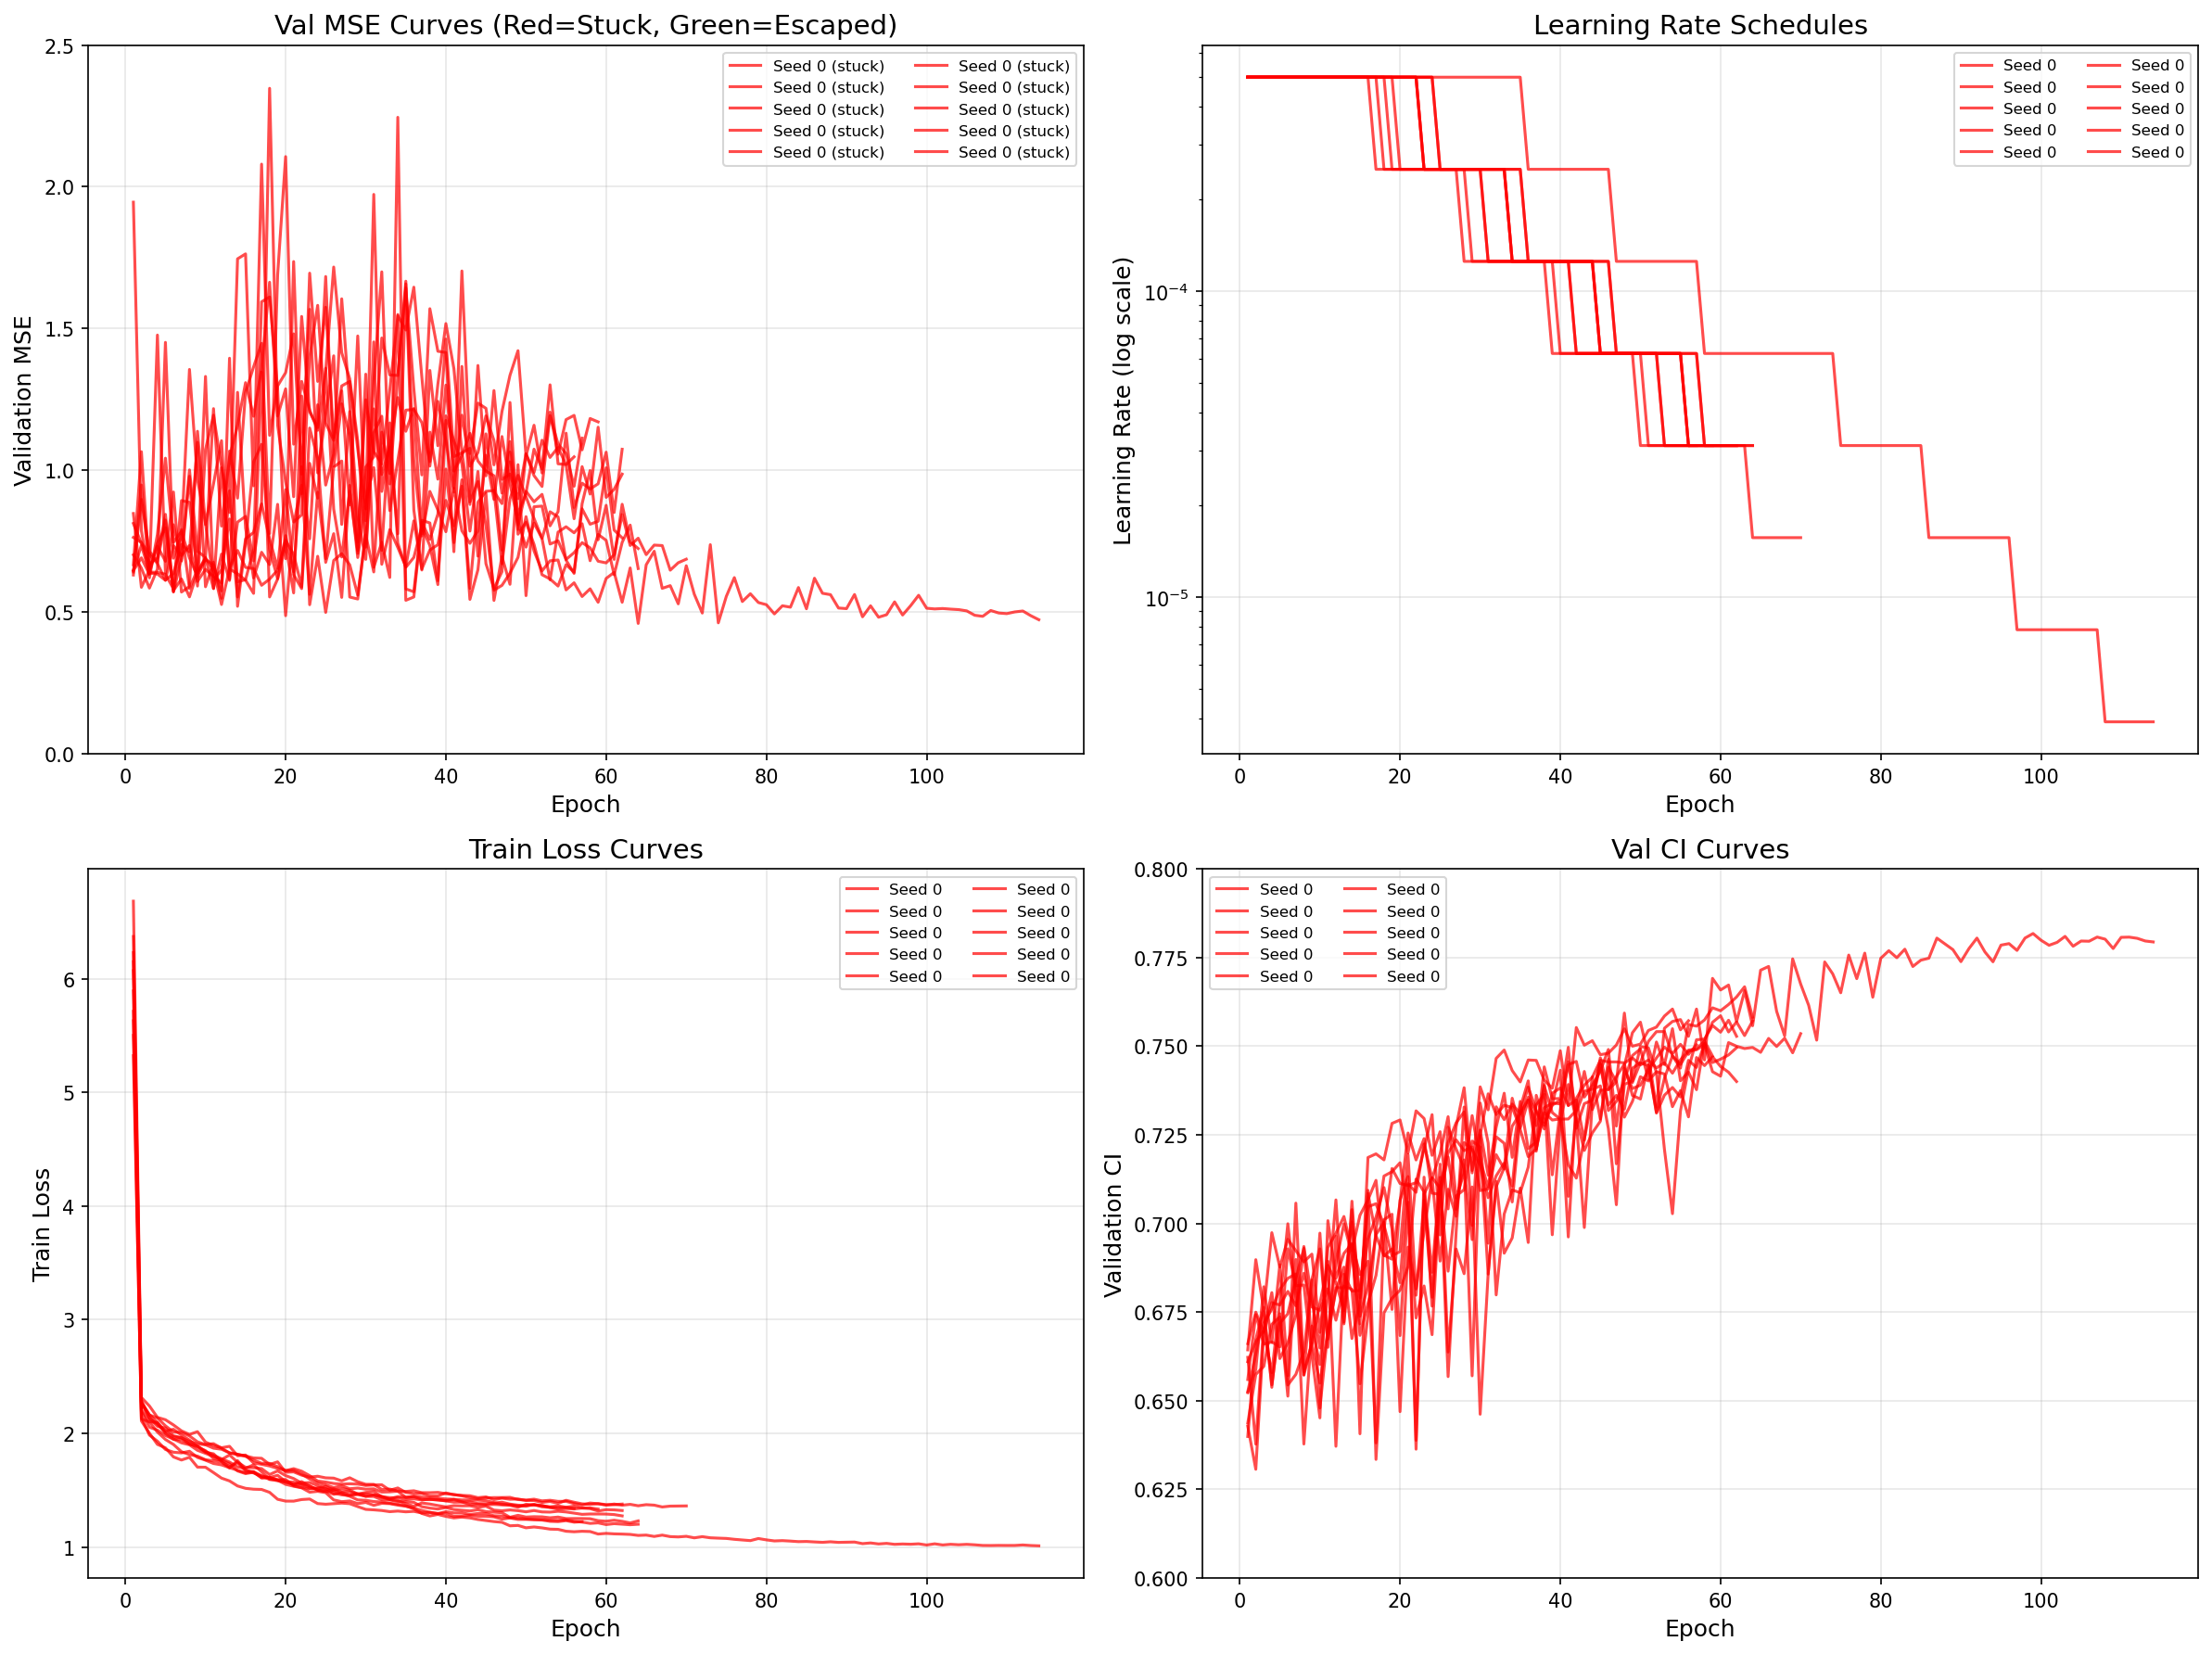 Val MSE Curves (Red=Stuck, Green=Escaped)
Validation MSE
2.5
2.0
1.5
1.0
0.5
0.0
Seed 0 (stuck) Seed 0 (stuck)
Seed 0 (stuck) Seed 0 (stuck)
Seed 0 (stuck) Seed 0 (stuck)
Seed 0 (stuck) Seed 0 (stuck)
Seed 0 (stuck) Seed 0 (stuck)
0 20 40 60 80 100
Epoch
Learning Rate Schedules
Learning Rate (log scale)
10⁻⁴
10⁻⁵
Seed 0 Seed 0
Seed 0 Seed 0
Seed 0 Seed 0
Seed 0 Seed 0
Seed 0 Seed 0
0 20 40 60 80 100
Epoch
Train Loss Curves
Train Loss
6
5
4
3
2
1
Seed 0 Seed 0
Seed 0 Seed 0
Seed 0 Seed 0
Seed 0 Seed 0
Seed 0 Seed 0
0 20 40 60 80 100
Epoch
Val CI Curves
Validation CI
0.800
0.775
0.750
0.725
0.700
0.675
0.650
0.625
0.600
Seed 0 Seed 0
Seed 0 Seed 0
Seed 0 Seed 0
Seed 0 Seed 0
Seed 0 Seed 0
0 20 40 60 80 100
Epoch